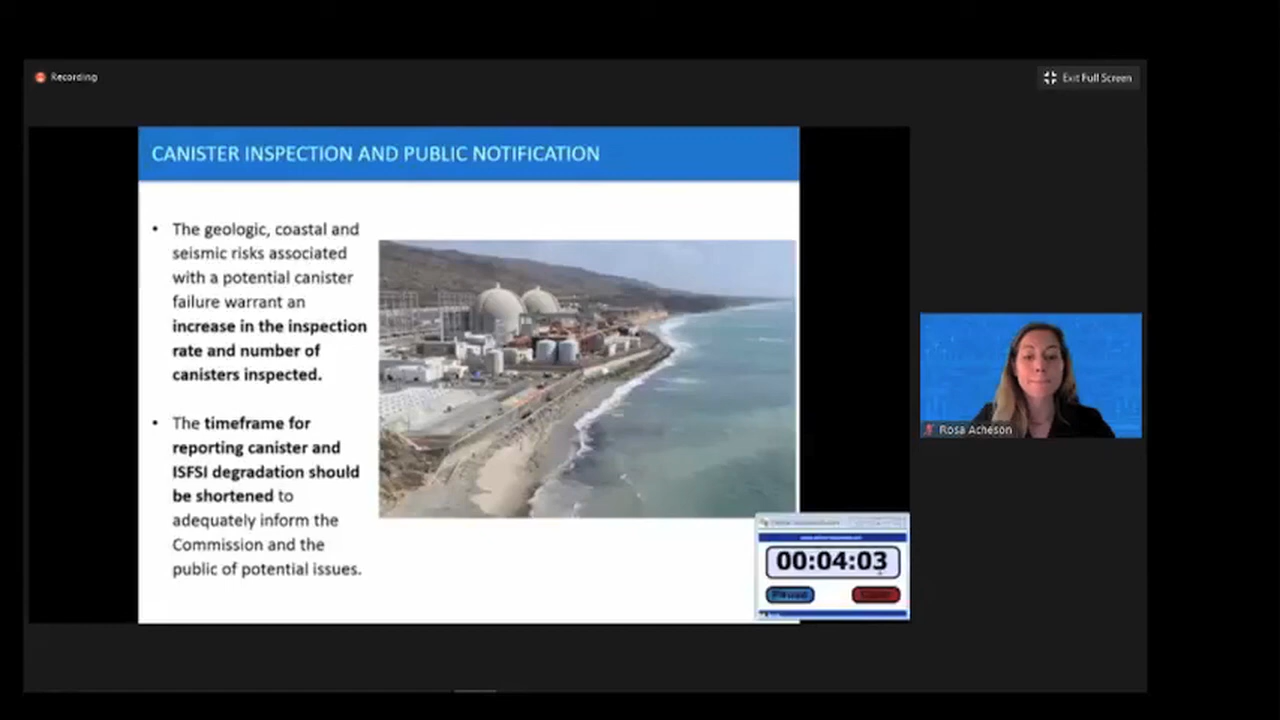 Recording
Exit Full Screen
CANISTER INSPECTION AND PUBLIC NOTIFICATION
• The geologic, coastal and
seismic risks associated
with a potential canister
failure warrant an
increase in the inspection
rate and number of
canisters inspected.
• The timeframe for
reporting canister and
ISFSI degradation should
be shortened to
adequately inform the
Commission and the
public of potential issues.
Rosa Acheson
00:04:03